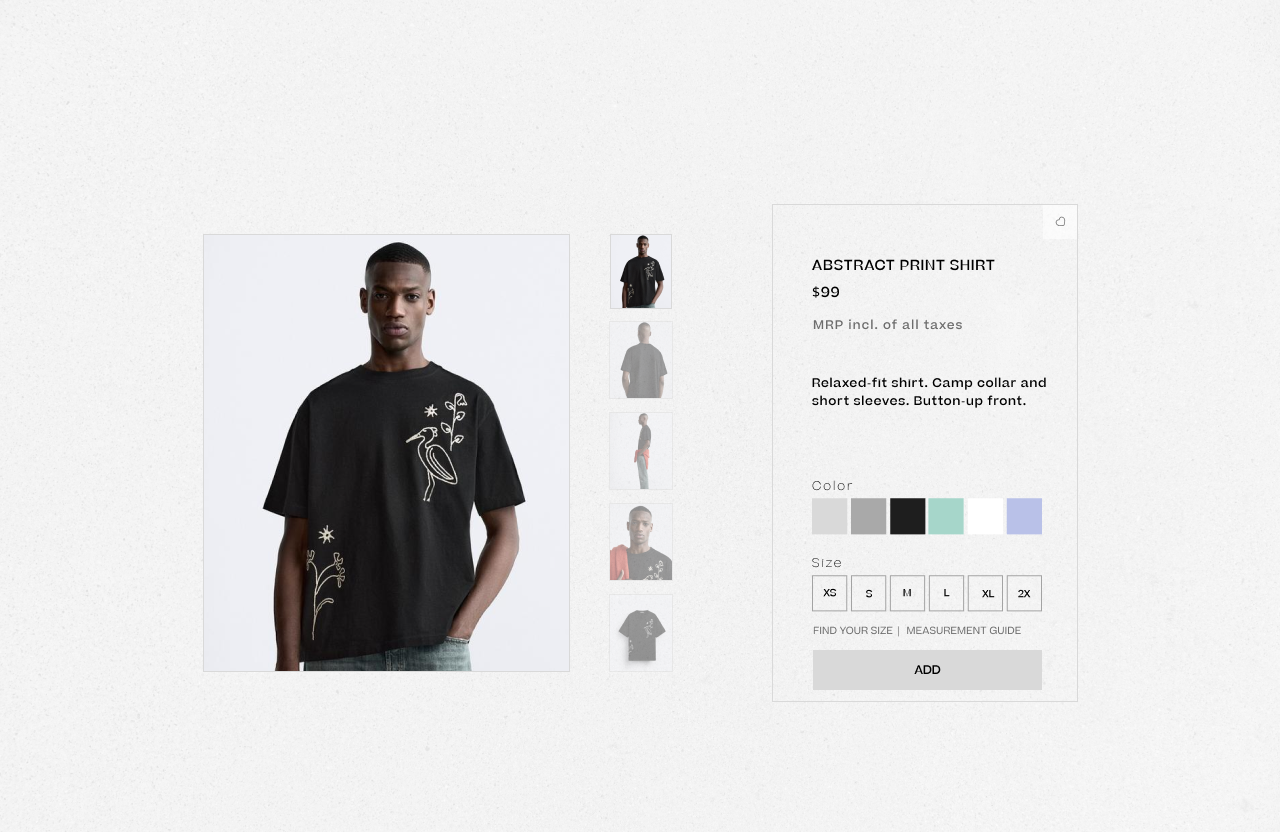 ABSTRACT PRINT SHIRT
$99
MRP incl. of all taxes
Relaxed-fit shirt. Camp collar and
short sleeves. Button-up front.
Color
Size
XS S M L XL 2X
FIND YOUR SIZE | MEASUREMENT GUIDE
ADD